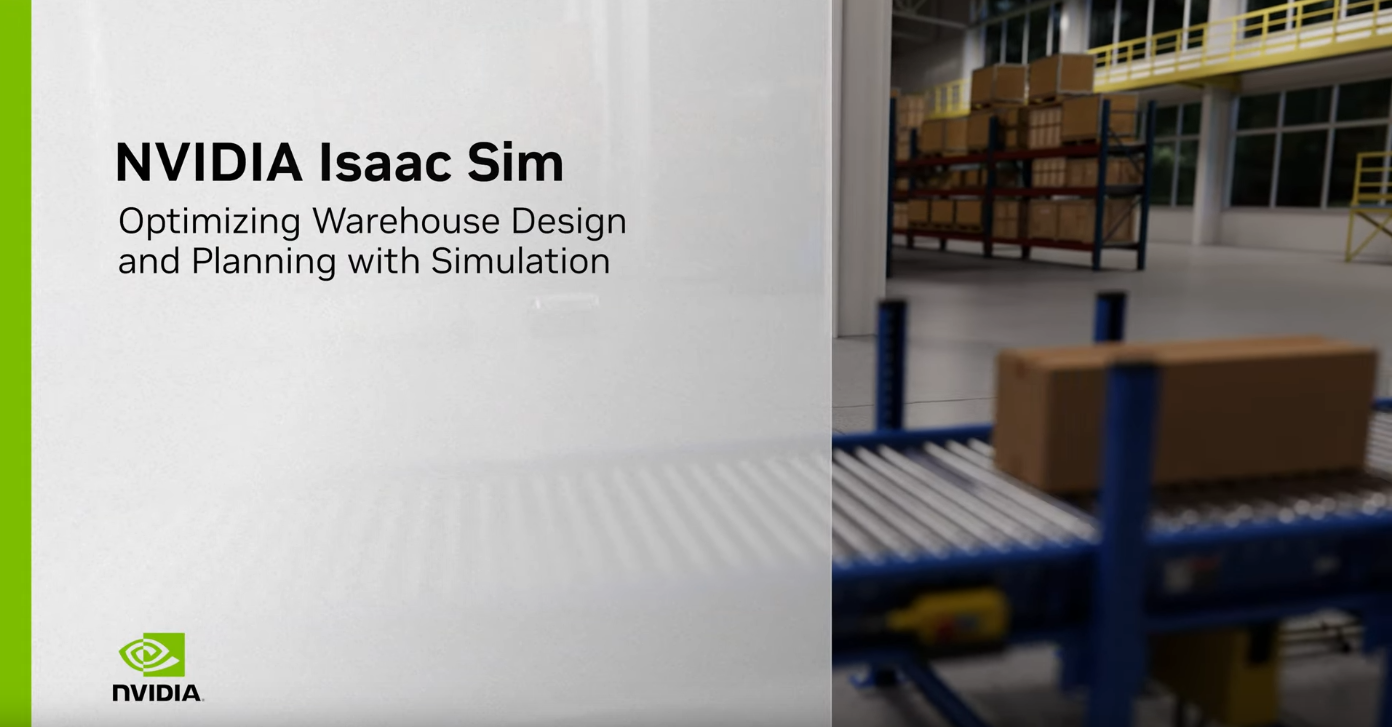 NVIDIA Isaac Sim
Optimizing Warehouse Design
and Planning with Simulation
NVIDIA